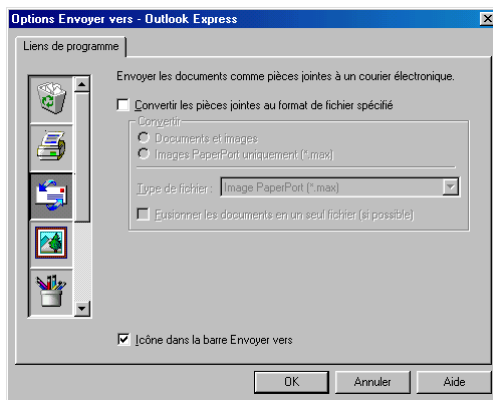 Options Envoyer vers - Outlook Express
Liens de programme
Envoyer les documents comme pièces jointes à un courier électronique.
Convertir les pièces jointes au format de fichier spécifié
Convertir
Documents et images
Images PaperPort uniquement (*.max)
Type de fichier : Image PaperPort (*.max)
Fusionner les documents en un seul fichier (si possible)
Icône dans la barre Envoyer vers
OK Annuler Aide